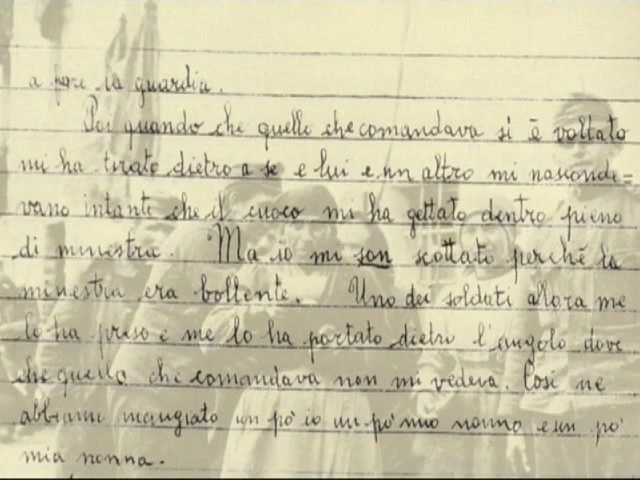 a fare la guardia.
Poi quando che quello che comandava si è voltato
mi ha tirato dietro a se e lui e un altro mi nasconde=
vano intanto che il cuoco mi ha gettato dentro pieno
di minestra. Ma io mi son scottato perchè la
minestra era bollente. Uno dei soldati allora me
lo ha preso e me lo ha portato dietro l'angolo dove
che quello che comandava non mi vedeva. Così ne
abbiamo mangiato un pò io un pò mio nonno e un pò
mia nonna.